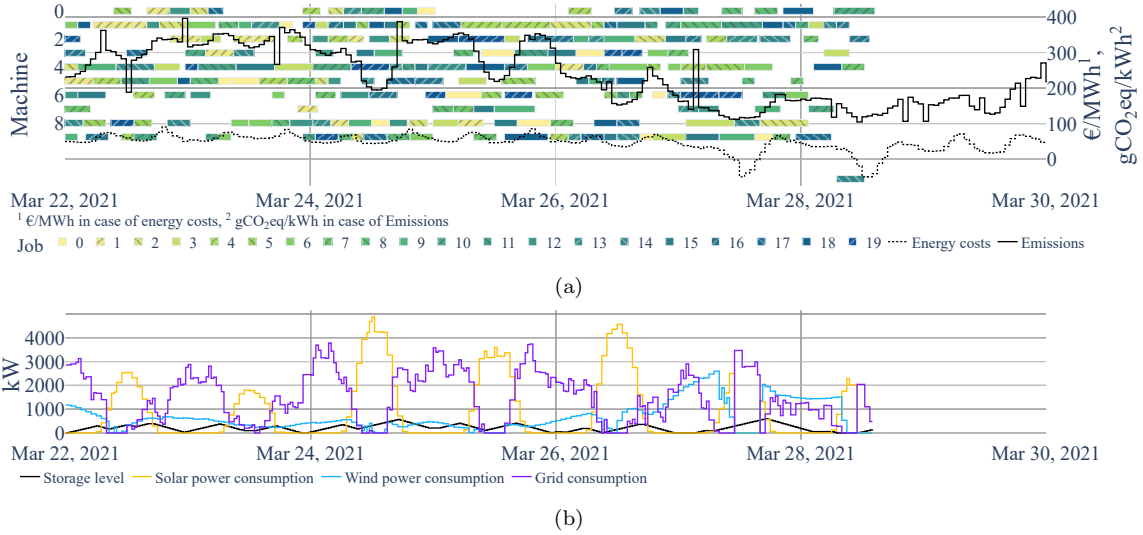 0
2
4
6
8
Machine
400
300
200
100
0
€/MWh¹,
gCO₂eq/kWh²
Mar 22, 2021 Mar 24, 2021 Mar 26, 2021 Mar 28, 2021 Mar 30, 2021
¹ €/MWh in case of energy costs, ² gCO₂eq/kWh in case of Emissions
Job 0 1 2 3 4 5 6 7 8 9 10 11 12 13 14 15 16 17 18 19 Energy costs Emissions
(a)
4000
3000
2000
1000
0
kW
Mar 22, 2021 Mar 24, 2021 Mar 26, 2021 Mar 28, 2021 Mar 30, 2021
Storage level Solar power consumption Wind power consumption Grid consumption
(b)